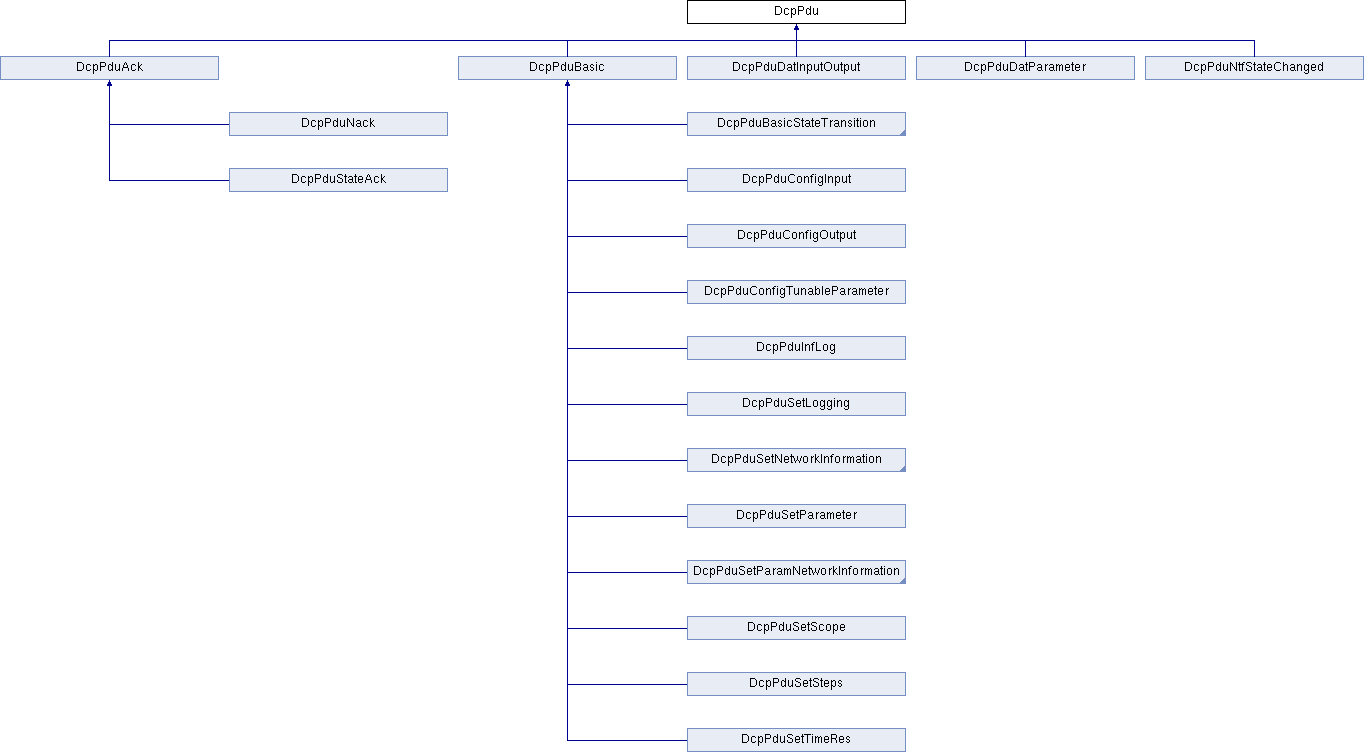 DcpPdu
DcpPduAck
DcpPduBasic
DcpPduDatInputOutput
DcpPduDatParameter
DcpPduNtfStateChanged
DcpPduNack
DcpPduBasicStateTransition
DcpPduStateAck
DcpPduConfigInput
DcpPduConfigOutput
DcpPduConfigTunableParameter
DcpPduInfLog
DcpPduSetLogging
DcpPduSetNetworkInformation
DcpPduSetParameter
DcpPduSetParamNetworkInformation
DcpPduSetScope
DcpPduSetSteps
DcpPduSetTimeRes